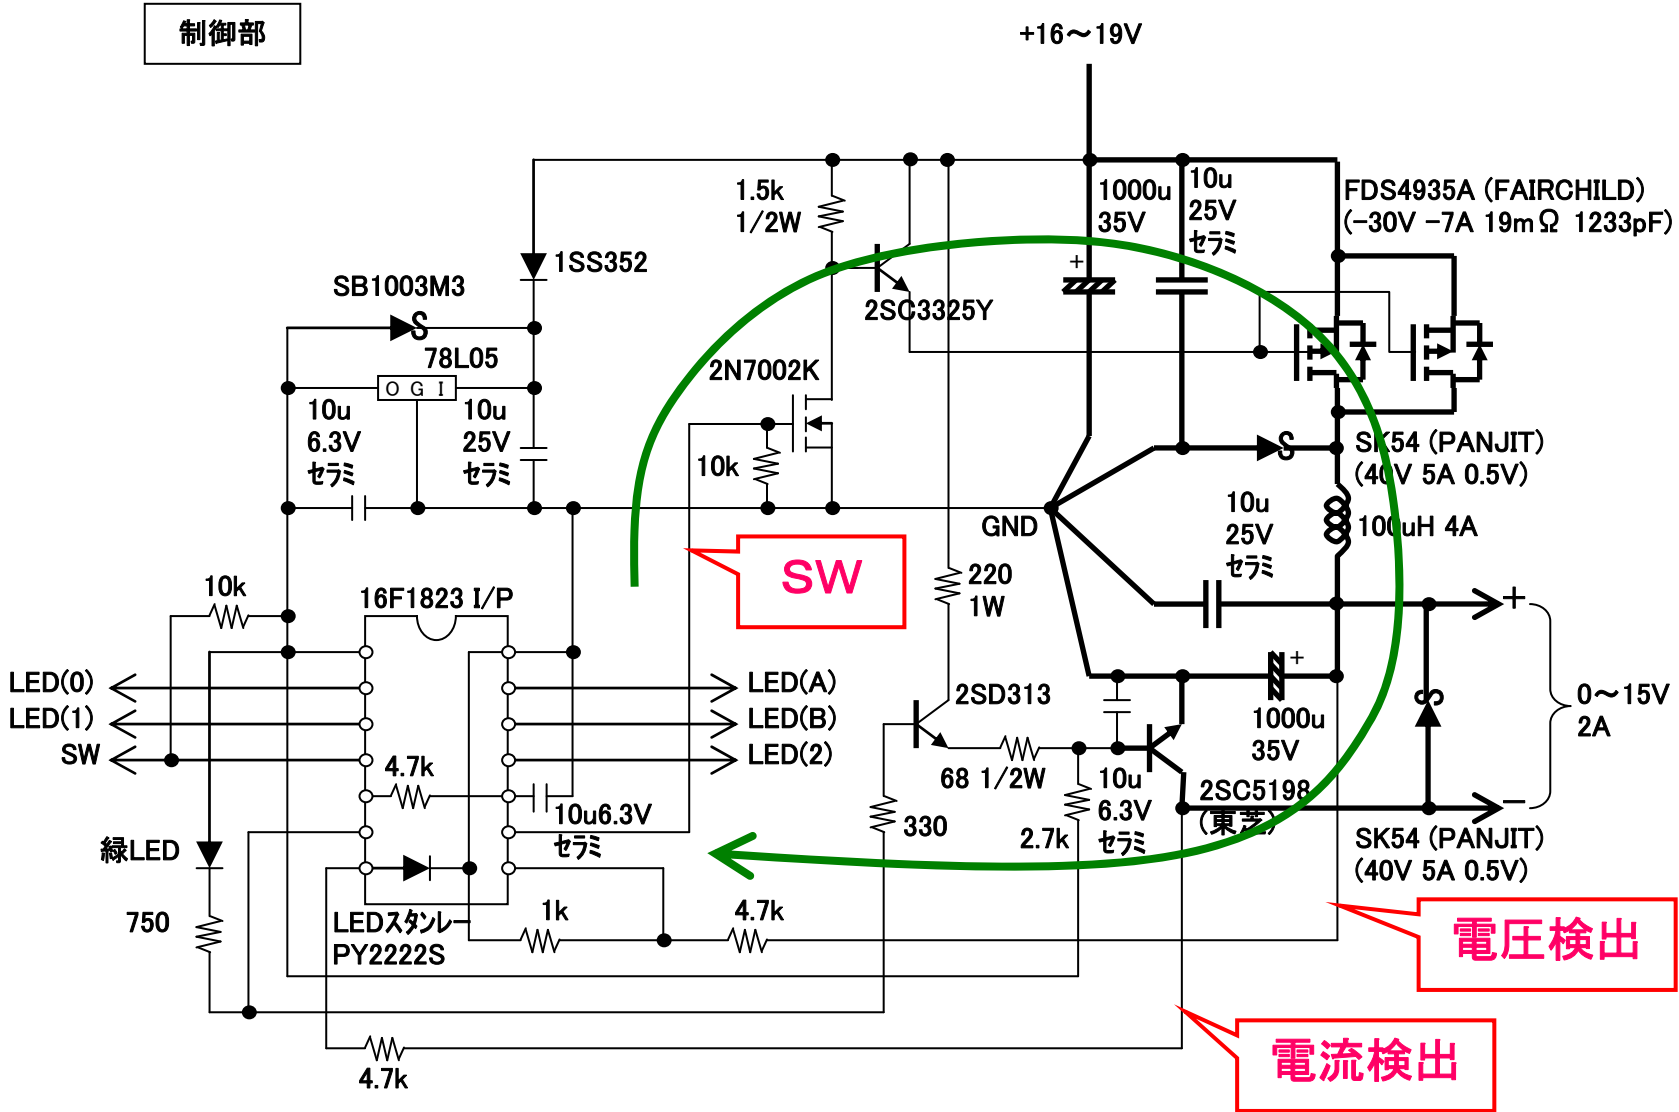 制御部
+16～19V
1.5k
1/2W
1000u
35V
10u
25V
ｾﾗﾐ
FDS4935A (FAIRCHILD)
(−30V −7A 19mΩ 1233pF)
1SS352
SB1003M3
+
2SC3325Y
78L05
O G I
2N7002K
10u
6.3V
ｾﾗﾐ
10u
25V
ｾﾗﾐ
10k
SK54 (PANJIT)
(40V 5A 0.5V)
10u
25V
ｾﾗﾐ
GND
100uH 4A
SW
10k
16F1823 I/P
220
1W
+
LED(0)
LED(1)
SW
LED(A)
LED(B)
LED(2)
2SD313
+
1000u
35V
0～15V
2A
4.7k
68 1/2W
10u
6.3V
ｾﾗﾐ
2SC5198
(東芝)
−
10u6.3V
ｾﾗﾐ
330
2.7k
SK54 (PANJIT)
(40V 5A 0.5V)
緑LED
750
LEDｽﾀﾝﾚｰ
PY2222S
1k
4.7k
電圧検出
電流検出
4.7k